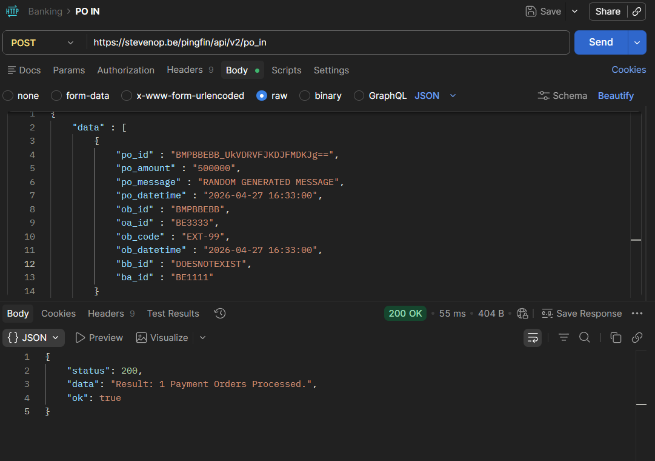 HTTP Banking > PO IN Save Share
POST https://stevenop.be/pingfin/api/v2/po_in Send
Docs Params Authorization Headers 9 Body Scripts Settings Cookies
none form-data x-www-form-urlencoded raw binary GraphQL JSON Schema Beautify
1 {
2 "data" : [
3 {
4 "po_id" : "BMPBBEBB_UkVDRVFJKDJFMDKJg==",
5 "po_amount" : "500000",
6 "po_message" : "RANDOM GENERATED MESSAGE",
7 "po_datetime" : "2026-04-27 16:33:00",
8 "ob_id" : "BMPBBEBB",
9 "oa_id" : "BE3333",
10 "ob_code" : "EXT-99",
11 "ob_datetime" : "2026-04-27 16:33:00",
12 "bb_id" : "DOESNOTEXIST",
13 "ba_id" : "BE1111"
14 }
Body Cookies Headers 9 Test Results 200 OK • 55 ms • 404 B • Save Response
{} JSON Preview Visualize
1 {
2 "status": 200,
3 "data": "Result: 1 Payment Orders Processed.",
4 "ok": true
5 }